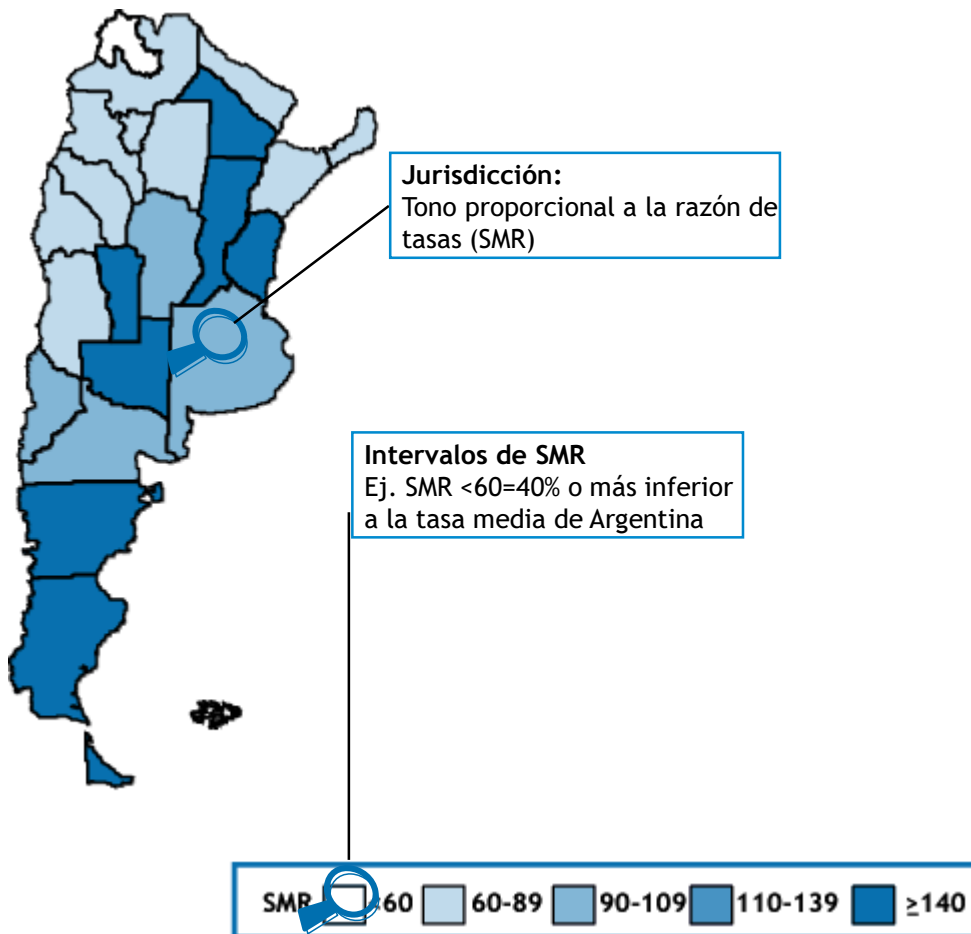 Jurisdicción:
Tono proporcional a la razón de
tasas (SMR)
Intervalos de SMR
Ej. SMR <60=40% o más inferior
a la tasa media de Argentina
SMR <60 60-89 90-109 110-139 ≥140